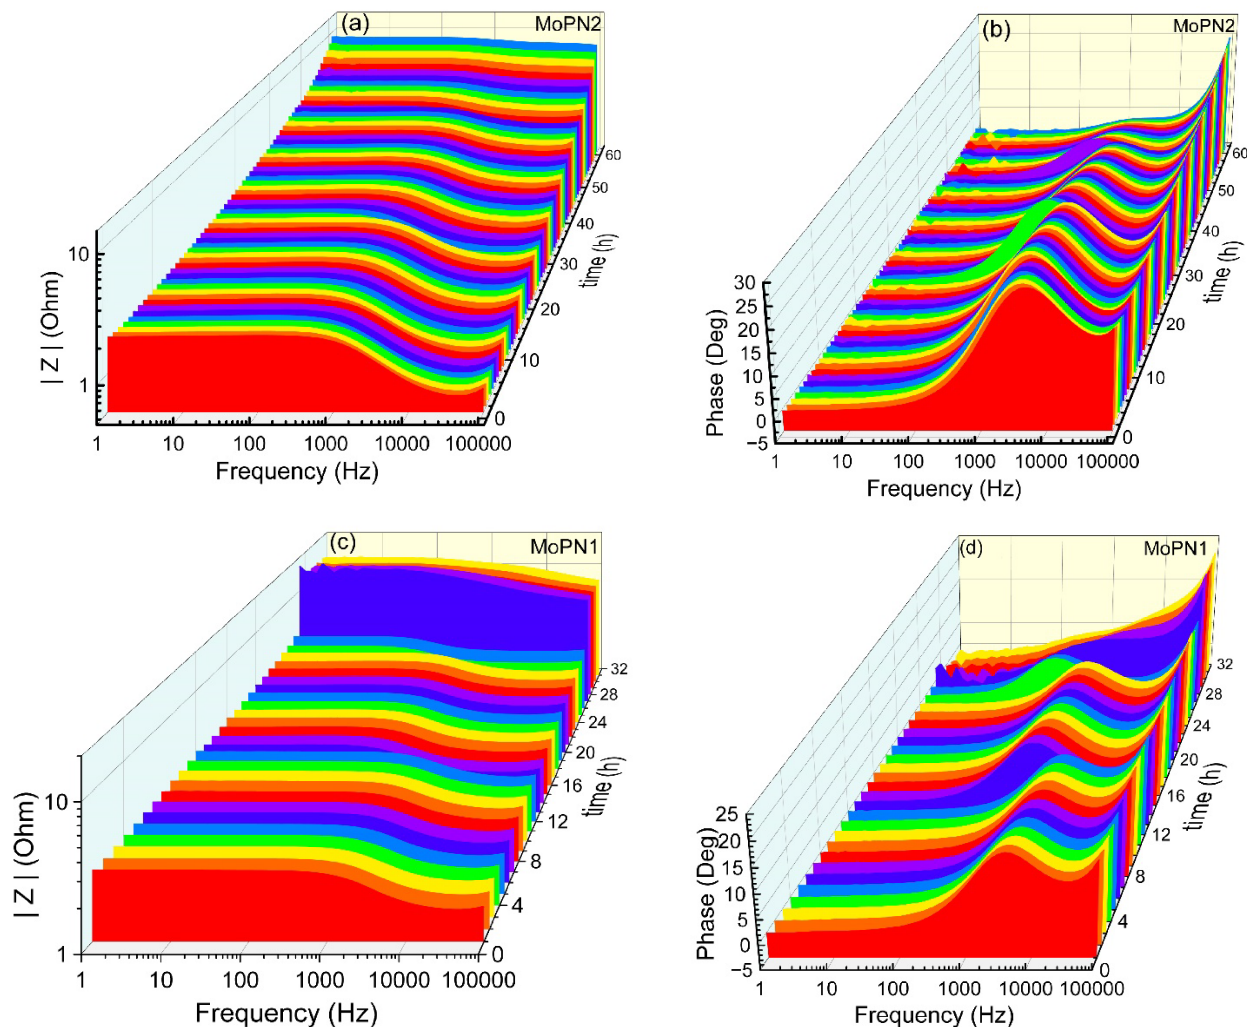 (a) MoPN2
10
1
| Z | (Ohm)
1 10 100 1000 10000 100000
Frequency (Hz)
0 10 20 30 40 50 60
time (h)
(b) MoPN2
30
25
20
15
10
5
0
−5
Phase (Deg)
1 10 100 1000 10000 100000
Frequency (Hz)
0 10 20 30 40 50 60
time (h)
(c) MoPN1
10
1
| Z | (Ohm)
1 10 100 1000 10000 100000
Frequency (Hz)
0 4 8 12 16 20 24 28 32
time (h)
(d) MoPN1
25
20
15
10
5
0
−5
Phase (Deg)
1 10 100 1000 10000 100000
Frequency (Hz)
0 4 8 12 16 20 24 28 32
time (h)